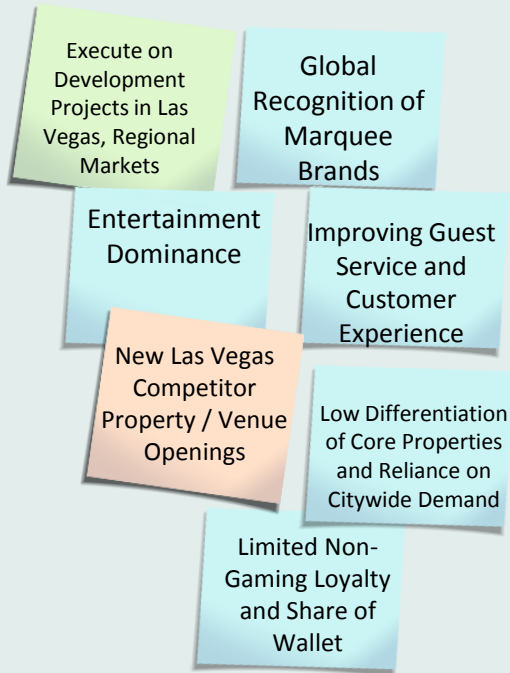 Execute on
Development
Projects in Las
Vegas, Regional
Markets
Global
Recognition of
Marquee
Brands
Entertainment
Dominance
Improving Guest
Service and
Customer
Experience
New Las Vegas
Competitor
Property / Venue
Openings
Low Differentiation
of Core Properties
and Reliance on
Citywide Demand
Limited Non-
Gaming Loyalty
and Share of
Wallet